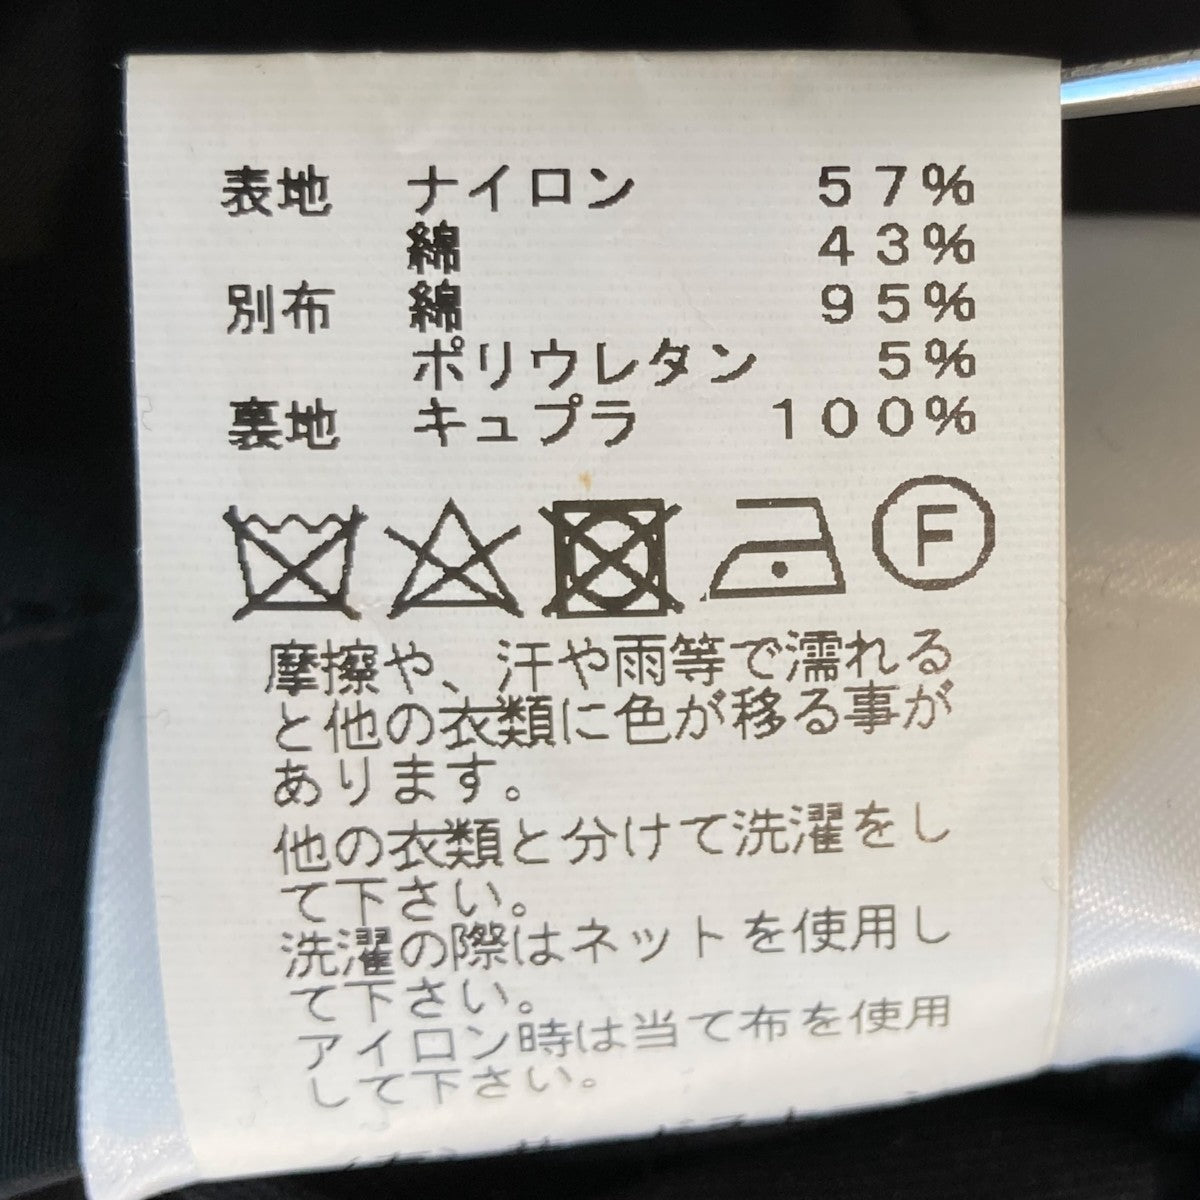 表地 ナイロン 57%
綿 43%
別布 綿 95%
ポリウレタン 5%
裏地 キュプラ 100%
F
摩擦や、汗や雨等で濡れる
と他の衣類に色が移る事が
あります。
他の衣類と分けて洗濯をし
て下さい。
洗濯の際はネットを使用し
て下さい。
アイロン時は当て布を使用
して下さい。